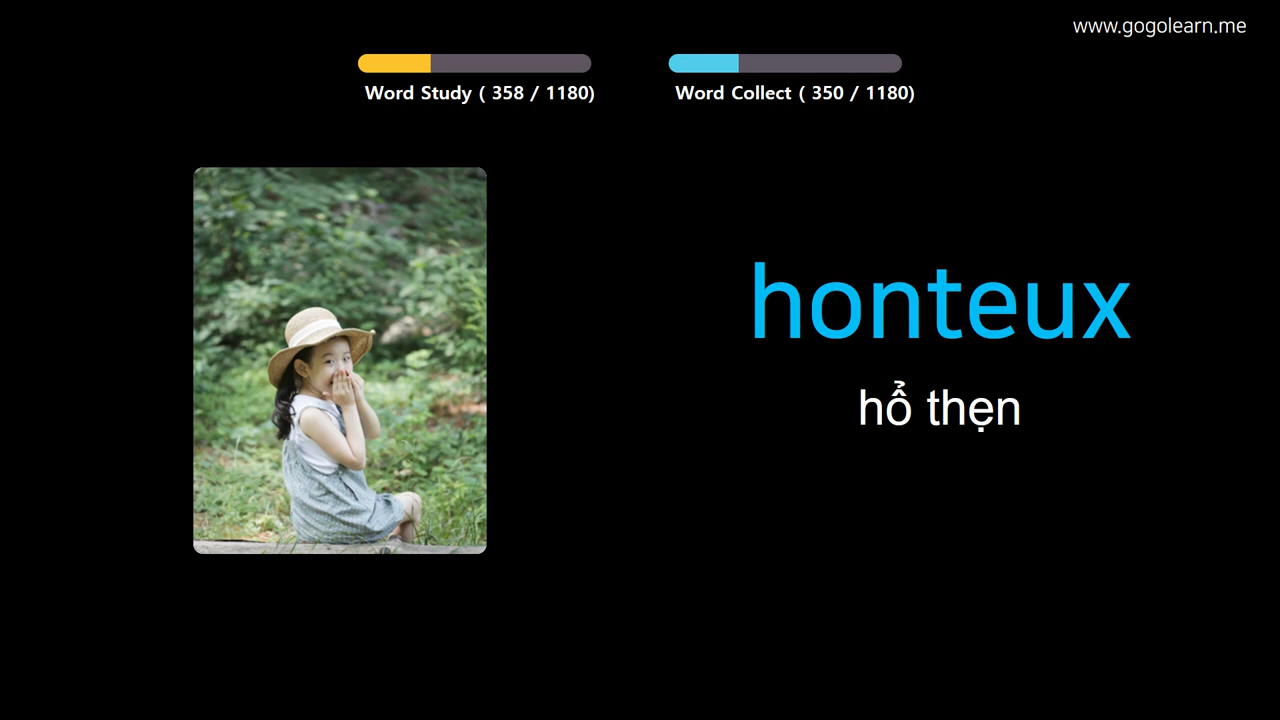 www.gogolearn.me
Word Study ( 358 / 1180)
Word Collect ( 350 / 1180)
honteux
hổ thẹn